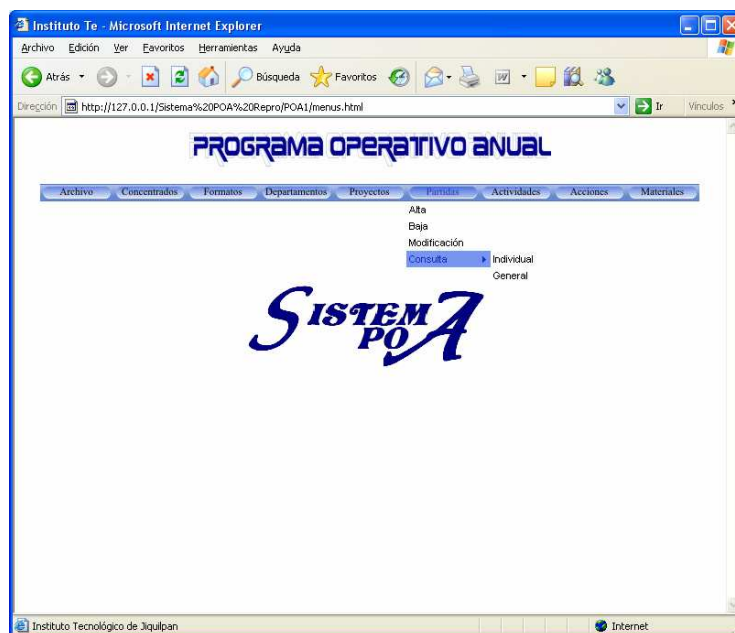 Instituto Te - Microsoft Internet Explorer
Archivo Edición Ver Favoritos Herramientas Ayuda
Atrás Búsqueda Favoritos
Dirección http://127.0.0.1/Sistema%20POA%20Repro/POA1/menus.html Ir Vínculos
PROGRAMA OPERATIVO ANUAL
Archivo Concentrados Formatos Departamentos Proyectos Partidas Actividades Acciones Materiales
Alta
Baja
Modificación
Consulta Individual
General
SISTEMA
POA
Instituto Tecnológico de Jiquilpan Internet